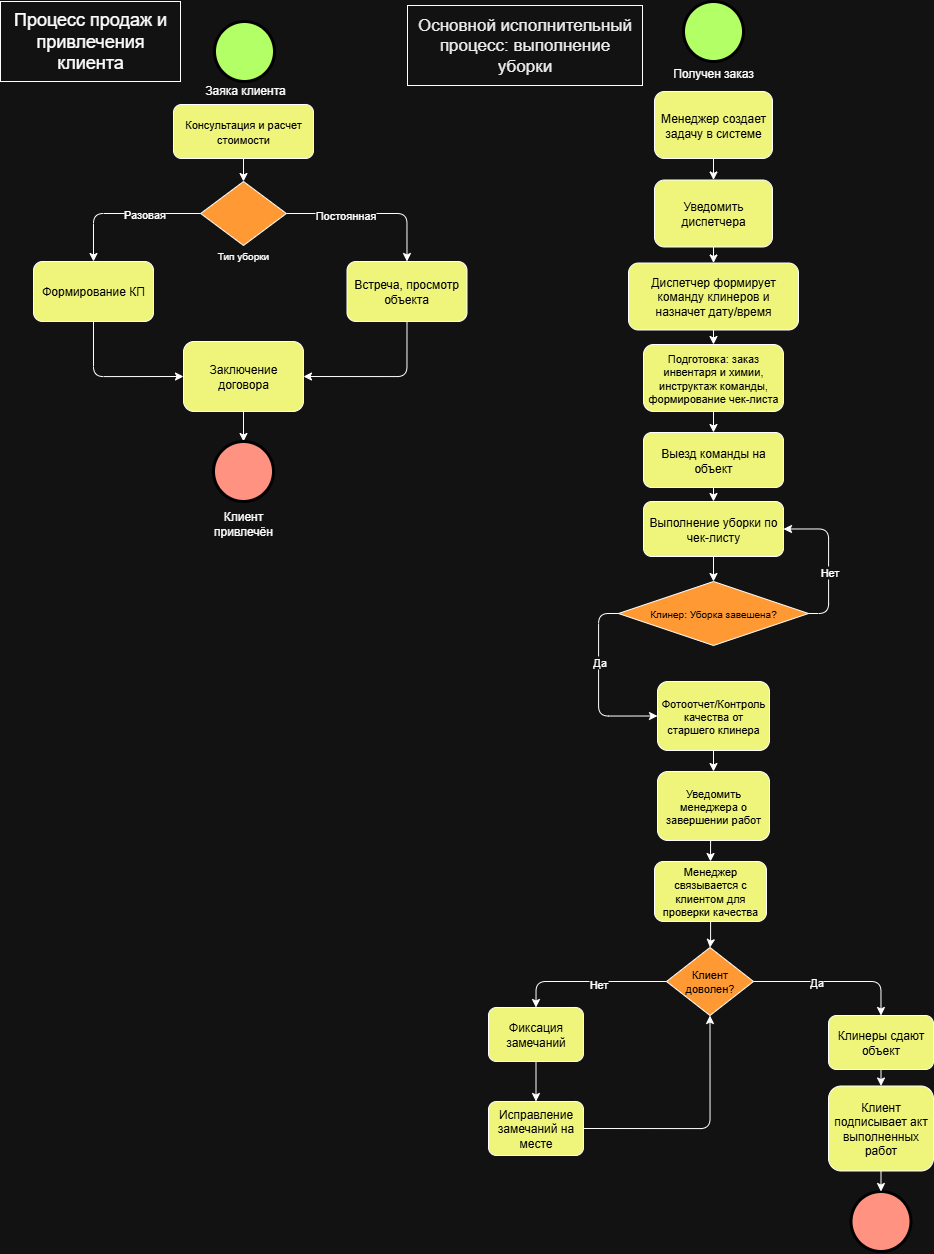 Процесс продаж и
привлечения
клиента
Заяка клиента
Консультация и расчет
стоимости
Разовая
Постоянная
Тип уборки
Формирование КП
Встреча, просмотр
объекта
Заключение
договора
Клиент
привлечён
Основной исполнительный
процесс: выполнение
уборки
Получен заказ
Менеджер создает
задачу в системе
Уведомить
диспетчера
Диспетчер формирует
команду клинеров и
назначет дату/время
Подготовка: заказ
инвентаря и химии,
инструктаж команды,
формирование чек-листа
Выезд команды на
объект
Выполнение уборки по
чек-листу
Нет
Клинер: Уборка завешена?
Да
Фотоотчет/Контроль
качества от
старшего клинера
Уведомить
менеджера о
завершении работ
Менеджер
связывается с
клиентом для
проверки качества
Клиент
доволен?
Нет
Да
Фиксация
замечаний
Исправление
замечаний на
месте
Клинеры сдают
объект
Клиент
подписывает акт
выполненных
работ